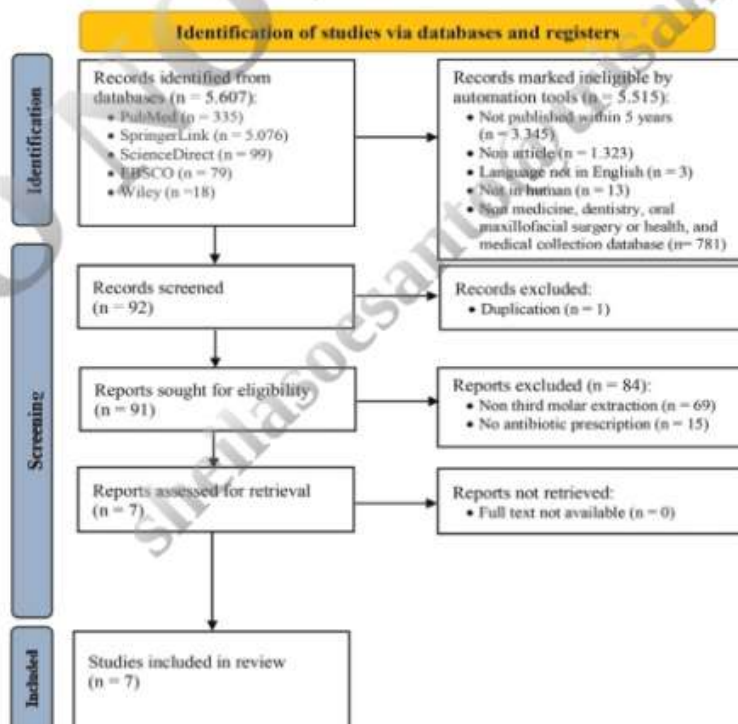 Identification of studies via databases and registers
Identification
Records identified from
databases (n = 5.607):
• PubMed (n = 335)
• SpringerLink (n = 5.076)
• ScienceDirect (n = 99)
• EBSCO (n = 79)
• Wiley (n =18)
Records marked ineligible by
automation tools (n = 5.515):
• Not published within 5 years
(n = 3.345)
• Non article (n = 1.323)
• Language not in English (n = 3)
• Not in human (n = 13)
• Non medicine, dentistry, oral
maxillofacial surgery or health, and
medical collection database (n= 781)
Screening
Records screened
(n = 92)
Records excluded:
• Duplication (n = 1)
Reports sought for eligibility
(n = 91)
Reports excluded (n = 84):
• Non third molar extraction (n = 69)
• No antibiotic prescription (n = 15)
Reports assessed for retrieval
(n = 7)
Reports not retrieved:
• Full text not available (n = 0)
Included
Studies included in review
(n = 7)